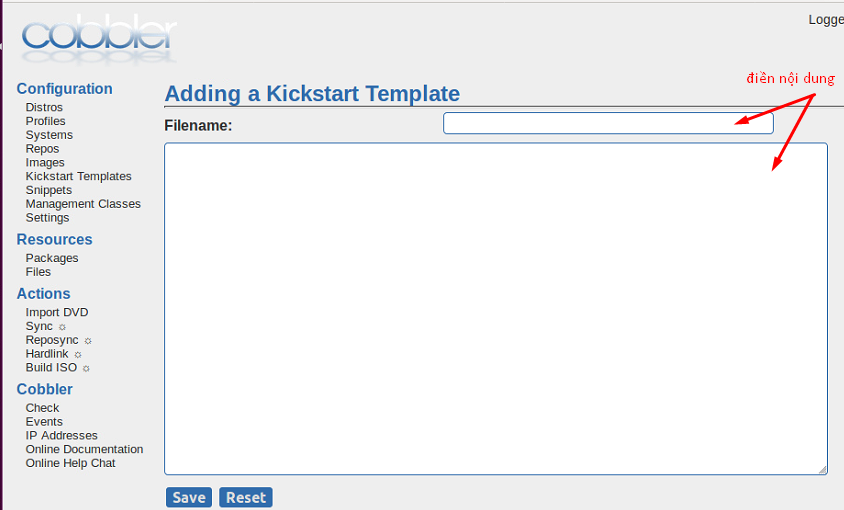 cobbler
Logge
Configuration
Distros
Profiles
Systems
Repos
Images
Kickstart Templates
Snippets
Management Classes
Settings
Resources
Packages
Files
Actions
Import DVD
Sync ☼
Reposync ☼
Hardlink ☼
Build ISO ☼
Cobbler
Check
Events
IP Addresses
Online Documentation
Online Help Chat
Adding a Kickstart Template
điền nội dung
Filename:
Save Reset